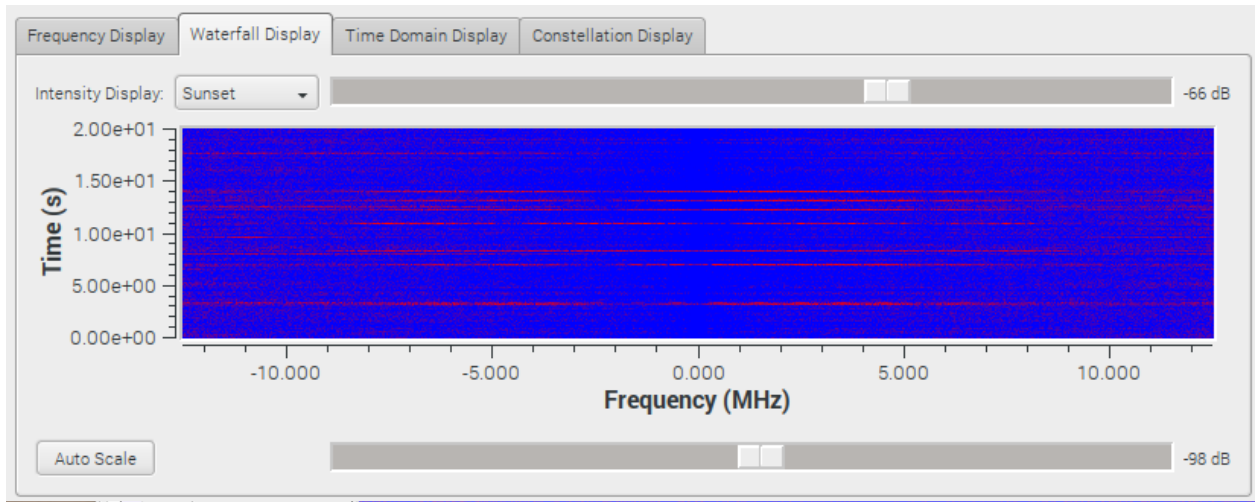 Frequency Display Waterfall Display Time Domain Display Constellation Display
Intensity Display: Sunset -66 dB
2.00e+01
1.50e+01
1.00e+01
5.00e+00
0.00e+00
Time (s)
-10.000 -5.000 0.000 5.000 10.000
Frequency (MHz)
Auto Scale -98 dB